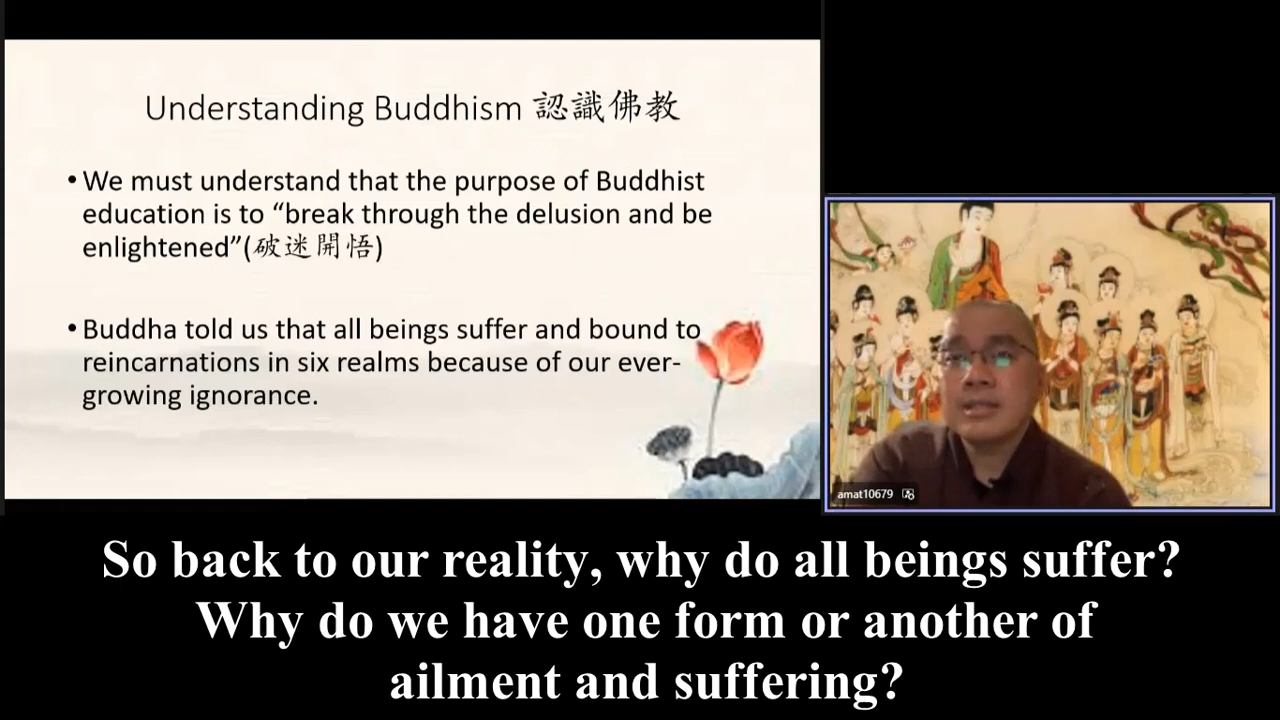 Understanding Buddhism 認識佛教
• We must understand that the purpose of Buddhist
education is to “break through the delusion and be
enlightened”(破迷開悟)
• Buddha told us that all beings suffer and bound to
reincarnations in six realms because of our ever-
growing ignorance.
amat10679
So back to our reality, why do all beings suffer?
Why do we have one form or another of
ailment and suffering?